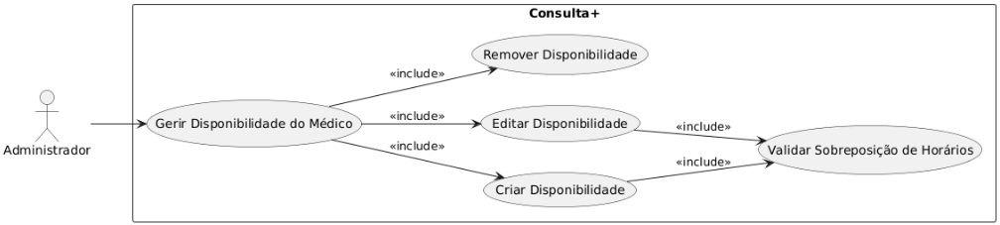 Consulta+
Remover Disponibilidade
«include»
Administrador
Gerir Disponibilidade do Médico
«include»
Editar Disponibilidade
«include»
Validar Sobreposição de Horários
«include»
Criar Disponibilidade
«include»